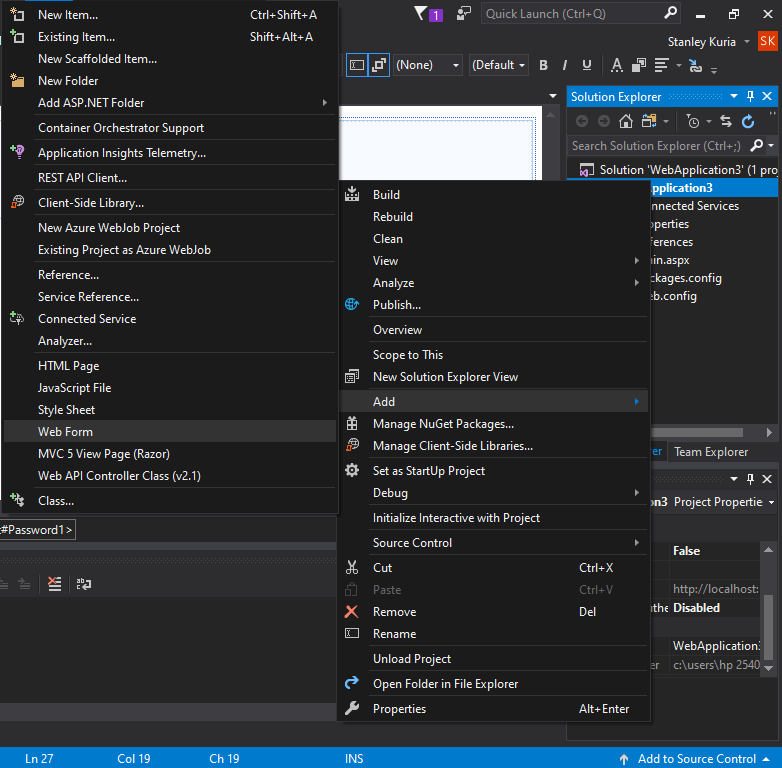 1
Quick Launch (Ctrl+Q)
Stanley Kuria
SK
(None)
(Default
B
I
U
A
New Item... Ctrl+Shift+A
Existing Item... Shift+Alt+A
New Scaffolded Item...
New Folder
Add ASP.NET Folder
Container Orchestrator Support
Application Insights Telemetry...
REST API Client...
Client-Side Library...
New Azure WebJob Project
Existing Project as Azure WebJob
Reference...
Service Reference...
Connected Service
Analyzer...
HTML Page
JavaScript File
Style Sheet
Web Form
MVC 5 View Page (Razor)
Web API Controller Class (v2.1)
Class...
Build
Rebuild
Clean
View
Analyze
Publish...
Overview
Scope to This
New Solution Explorer View
Add
Manage NuGet Packages...
Manage Client-Side Libraries...
Set as StartUp Project
Debug
Initialize Interactive with Project
Source Control
Cut Ctrl+X
Paste Ctrl+V
Remove Del
Rename
Unload Project
Open Folder in File Explorer
Properties Alt+Enter
Solution Explorer
Search Solution Explorer (Ctrl+;)
Solution 'WebApplication3' (1 proj
pplication3
nnected Services
operties
ferences
in.aspx
ckages.config
eb.config
er Team Explorer
on3 Project Propertie
False
http://localhost:
uthe Disabled
WebApplication3
er c:\users\hp 2540
t#Password1>
Ln 27 Col 19 Ch 19 INS Add to Source Control